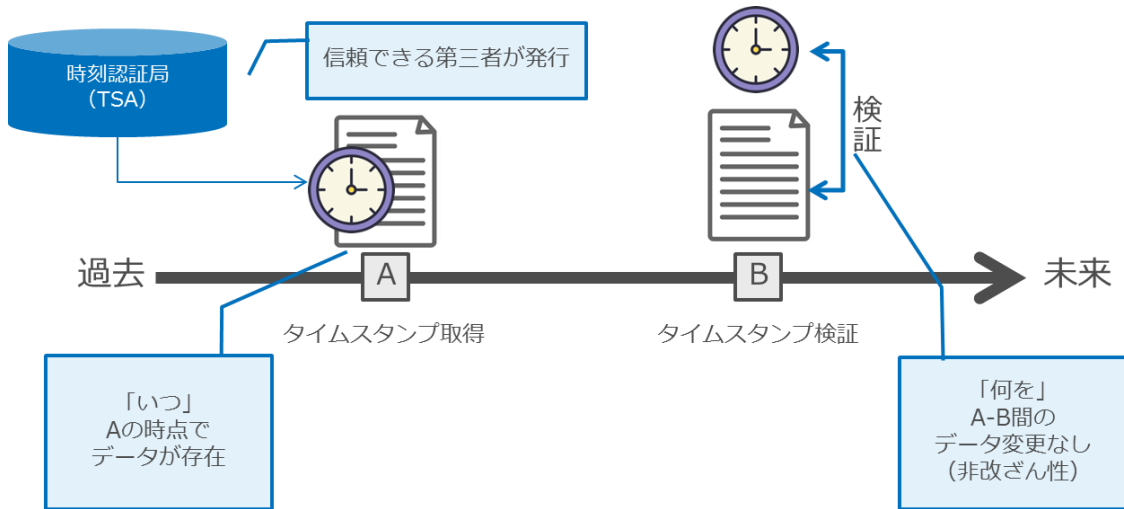 時刻認証局
（TSA）
信頼できる第三者が発行
検
証
過去
A
B
未来
タイムスタンプ取得
タイムスタンプ検証
「いつ」
Aの時点で
データが存在
「何を」
A-B間の
データ変更なし
（非改ざん性）